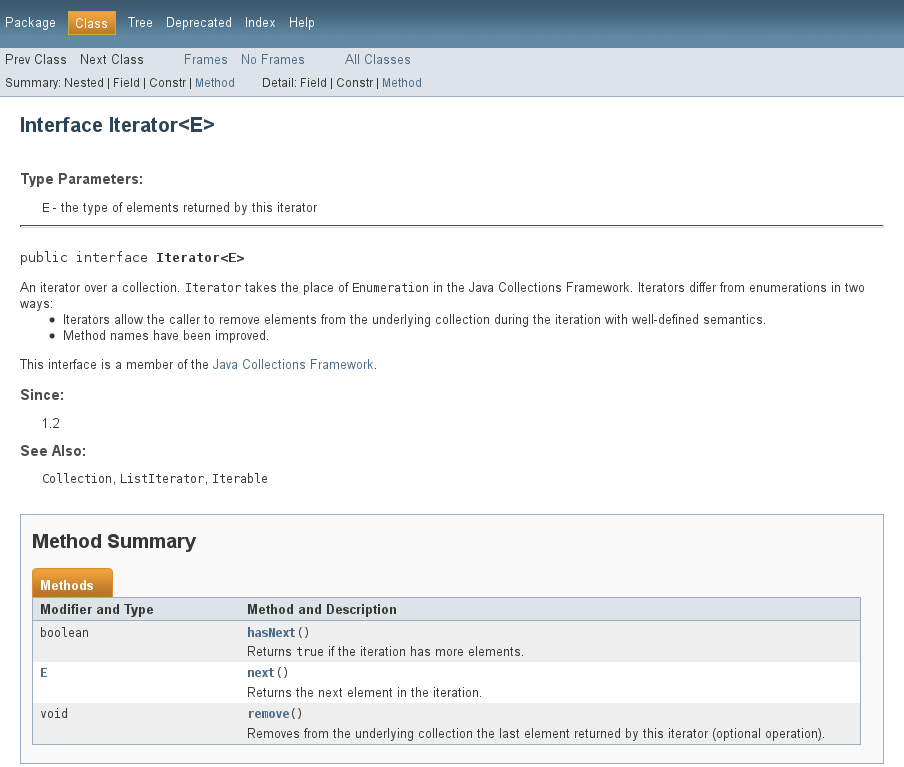 Package Class Tree Deprecated Index Help
Prev Class Next Class Frames No Frames All Classes
Summary: Nested | Field | Constr | Method Detail: Field | Constr | Method
Interface Iterator<E>
Type Parameters:
E - the type of elements returned by this iterator
public interface Iterator<E>
An iterator over a collection. Iterator takes the place of Enumeration in the Java Collections Framework. Iterators differ from enumerations in two
ways:
• Iterators allow the caller to remove elements from the underlying collection during the iteration with well-defined semantics.
• Method names have been improved.
This interface is a member of the Java Collections Framework.
Since:
1.2
See Also:
Collection, ListIterator, Iterable
Method Summary
Methods
Modifier and Type Method and Description
boolean hasNext()
Returns true if the iteration has more elements.
E next()
Returns the next element in the iteration.
void remove()
Removes from the underlying collection the last element returned by this iterator (optional operation).